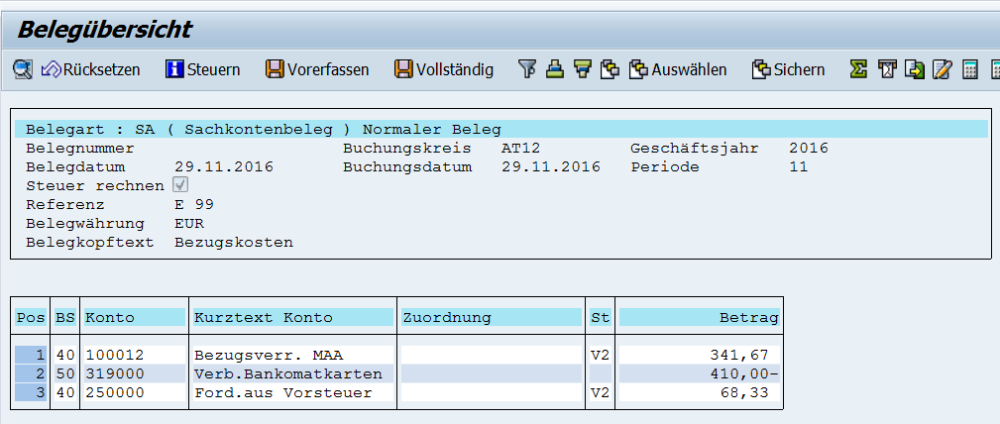 Belegübersicht
Rücksetzen Steuern Vorerfassen Vollständig Auswählen Sichern
Belegart : SA ( Sachkontenbeleg ) Normaler Beleg
Belegnummer Buchungskreis AT12 Geschäftsjahr 2016
Belegdatum 29.11.2016 Buchungsdatum 29.11.2016 Periode 11
Steuer rechnen
Referenz E 99
Belegwährung EUR
Belegkopftext Bezugskosten
Pos BS Konto Kurztext Konto Zuordnung St Betrag
1 40 100012 Bezugsverr. MAA V2 341,67
2 50 319000 Verb.Bankomatkarten 410,00-
3 40 250000 Ford.aus Vorsteuer V2 68,33